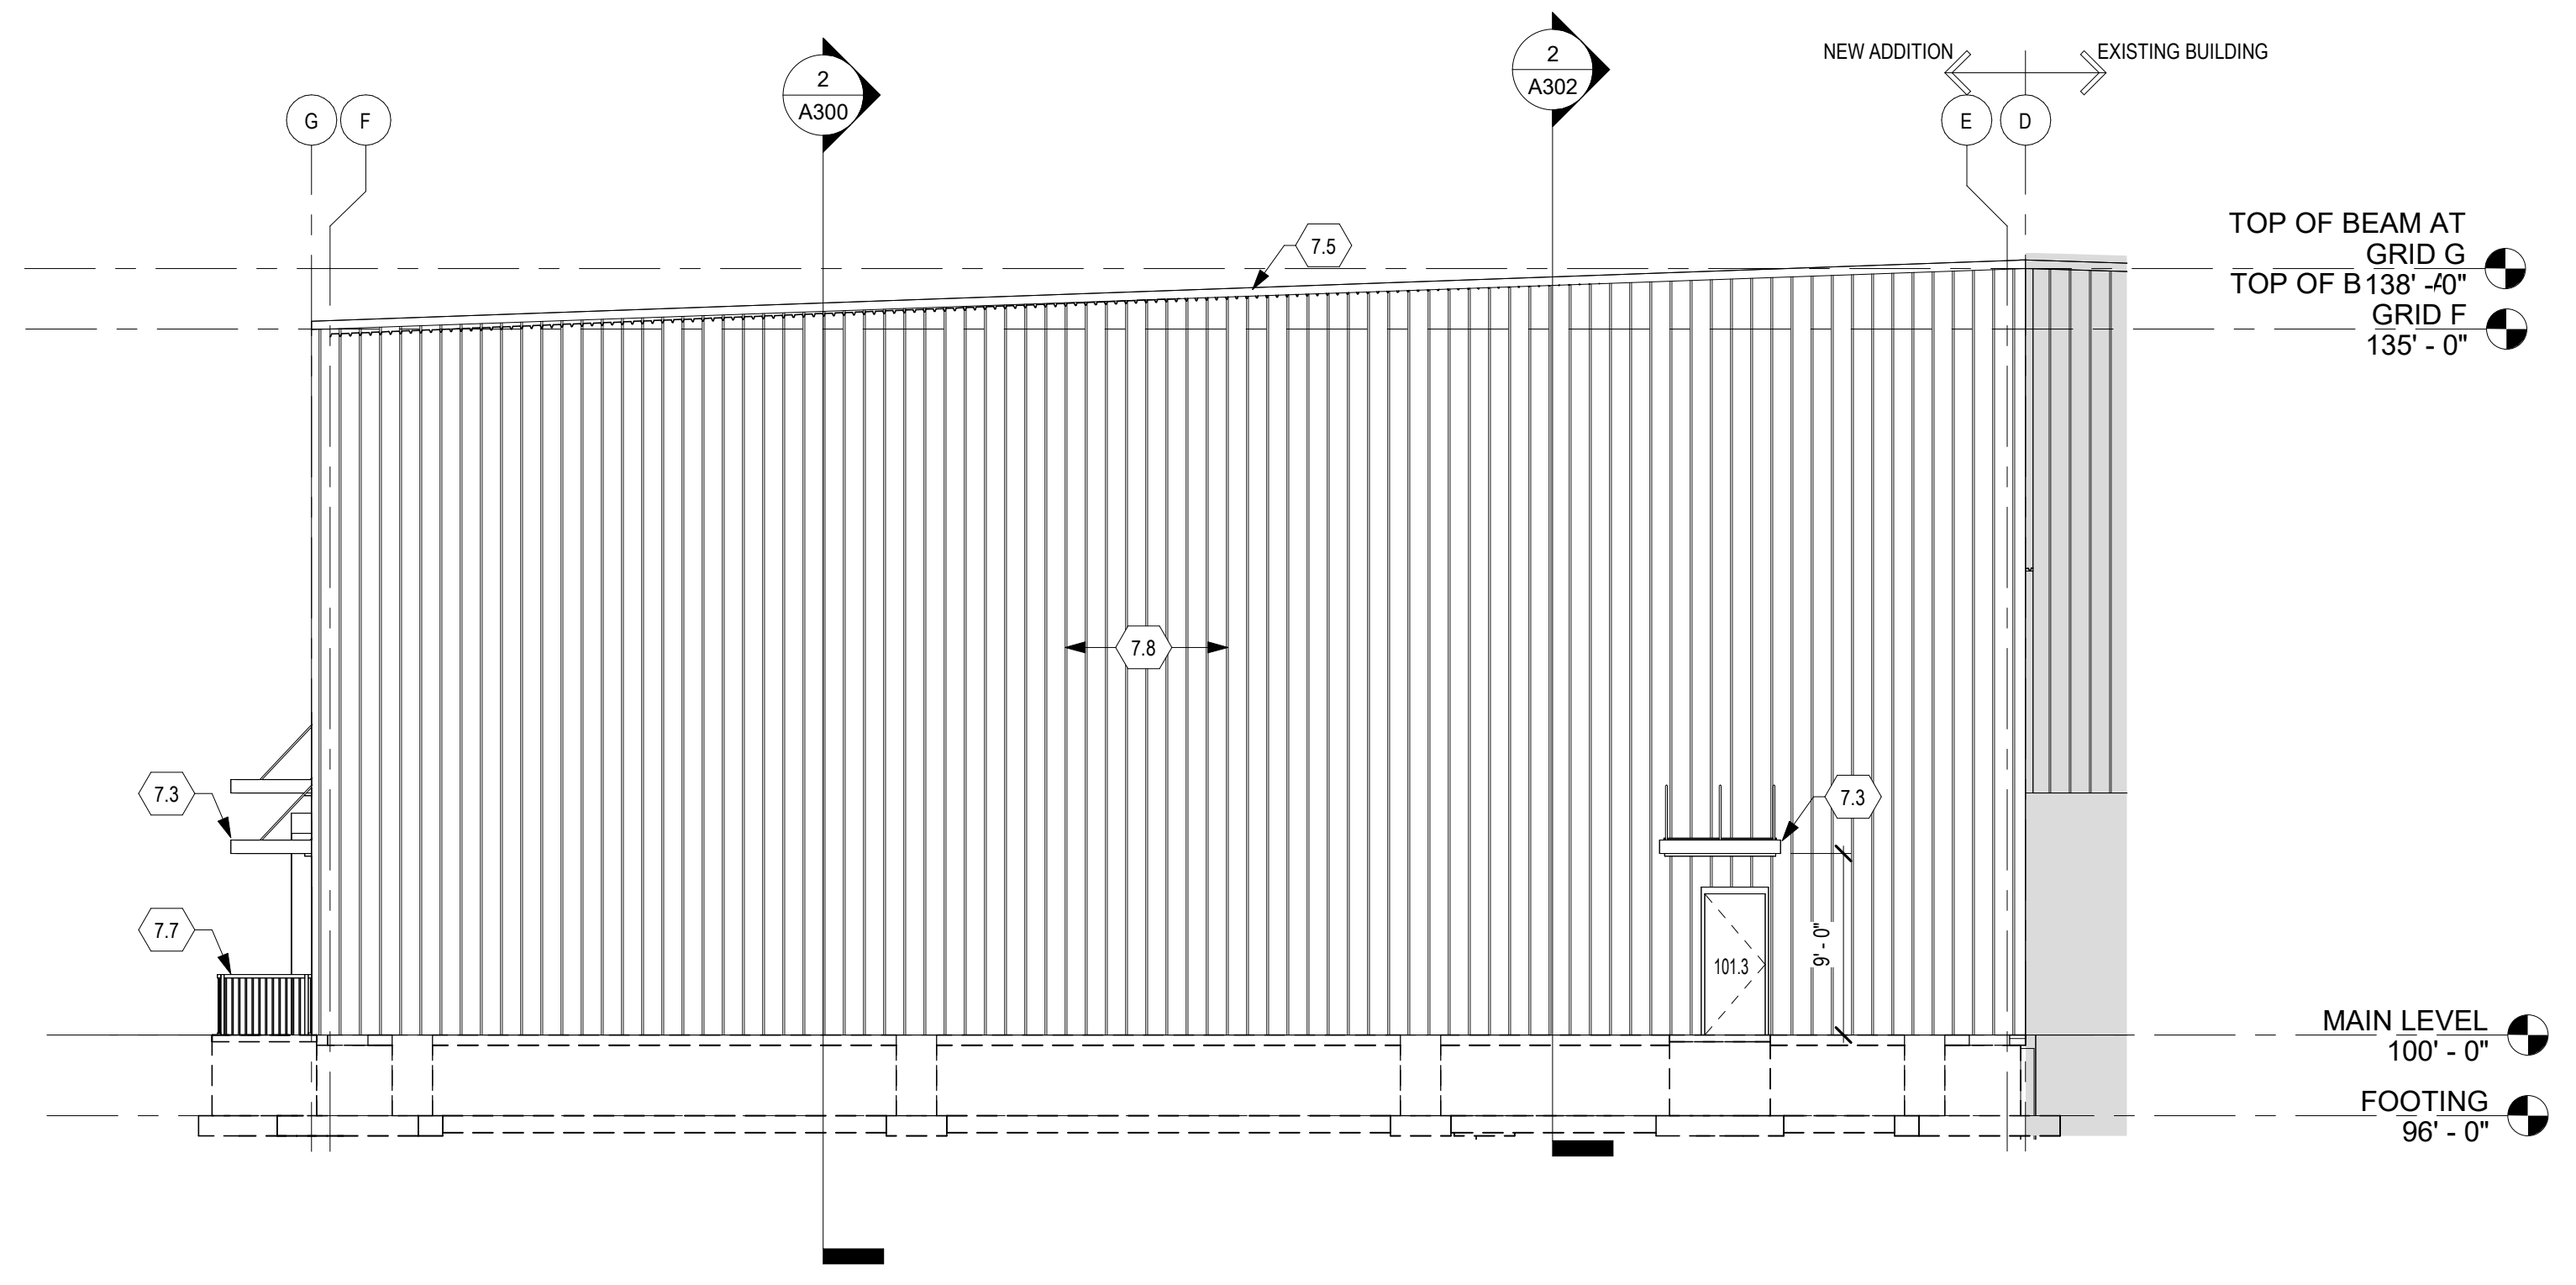 2
A300
2
A302
NEW ADDITION
EXISTING BUILDING
G
F
E
D
TOP OF BEAM AT
GRID G
138' - 0"
TOP OF B
GRID F
135' - 0"
7.5
7.8
7.3
7.3
7.7
101.3
9' - 0"
MAIN LEVEL
100' - 0"
FOOTING
96' - 0"